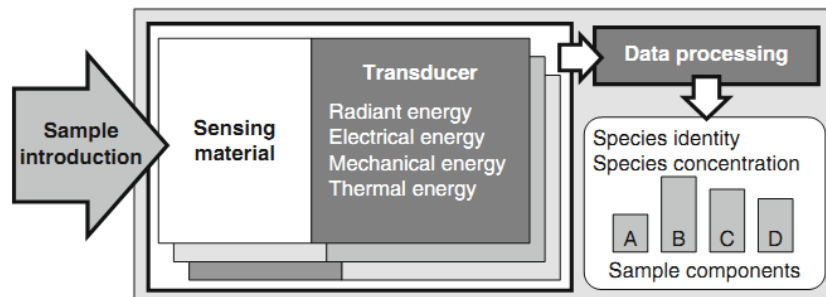 Sample
introduction
Sensing
material
Transducer
Radiant energy
Electrical energy
Mechanical energy
Thermal energy
Data processing
Species identity
Species concentration
A B C D
Sample components